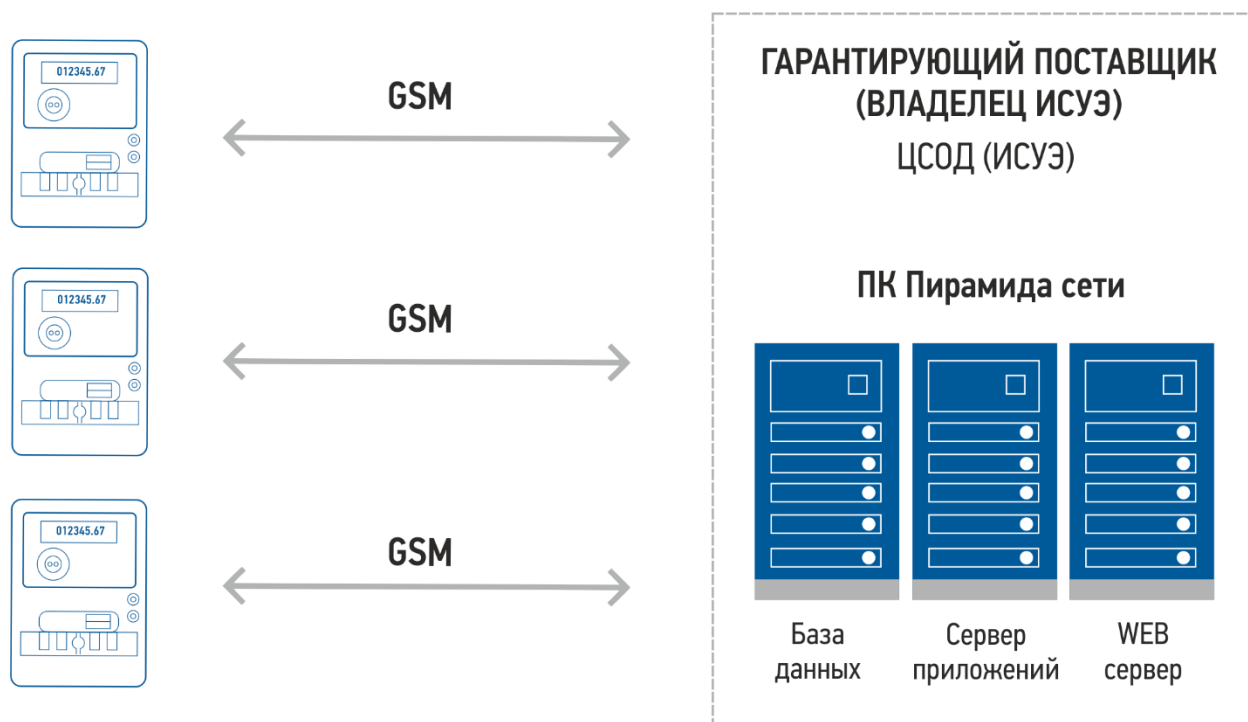 012345.67
GSM
012345.67
GSM
012345.67
GSM
ГАРАНТИРУЮЩИЙ ПОСТАВЩИК
(ВЛАДЕЛЕЦ ИСУЭ)
ЦСОД (ИСУЭ)
ПК Пирамида сети
База
данных
Сервер
приложений
WEB
сервер